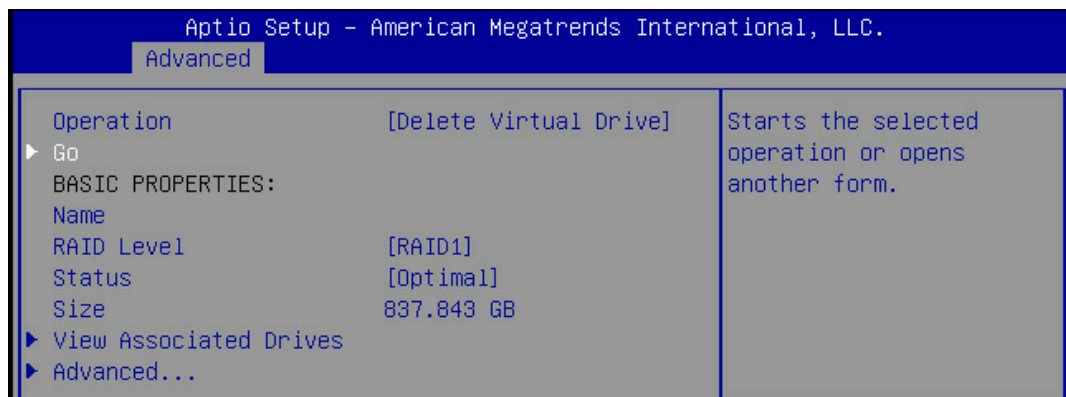 Aptio Setup – American Megatrends International, LLC.
Advanced
Operation [Delete Virtual Drive]
Go
BASIC PROPERTIES:
Name
RAID Level [RAID1]
Status [Optimal]
Size 837.843 GB
View Associated Drives
Advanced...
Starts the selected
operation or opens
another form.